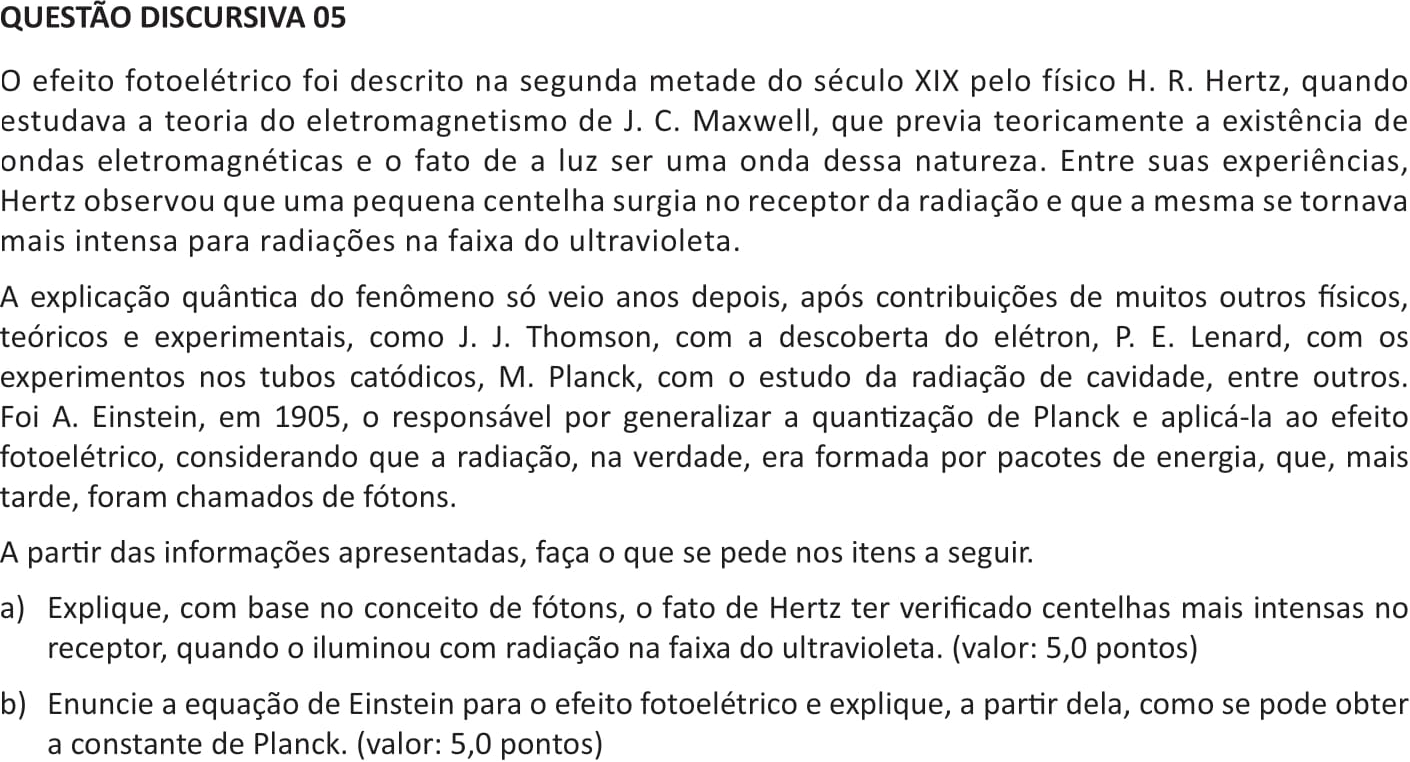 QUESTÃO DISCURSIVA 05
O efeito fotoelétrico foi descrito na segunda metade do século XIX pelo físico H. R. Hertz, quando
estudava a teoria do eletromagnetismo de J. C. Maxwell, que previa teoricamente a existência de
ondas eletromagnéticas e o fato de a luz ser uma onda dessa natureza. Entre suas experiências,
Hertz observou que uma pequena centelha surgia no receptor da radiação e que a mesma se tornava
mais intensa para radiações na faixa do ultravioleta.
A explicação quântica do fenômeno só veio anos depois, após contribuições de muitos outros físicos,
teóricos e experimentais, como J. J. Thomson, com a descoberta do elétron, P. E. Lenard, com os
experimentos nos tubos catódicos, M. Planck, com o estudo da radiação de cavidade, entre outros.
Foi A. Einstein, em 1905, o responsável por generalizar a quantização de Planck e aplicá-la ao efeito
fotoelétrico, considerando que a radiação, na verdade, era formada por pacotes de energia, que, mais
tarde, foram chamados de fótons.
A partir das informações apresentadas, faça o que se pede nos itens a seguir.
a) Explique, com base no conceito de fótons, o fato de Hertz ter verificado centelhas mais intensas no
receptor, quando o iluminou com radiação na faixa do ultravioleta. (valor: 5,0 pontos)
b) Enuncie a equação de Einstein para o efeito fotoelétrico e explique, a partir dela, como se pode obter
a constante de Planck. (valor: 5,0 pontos)